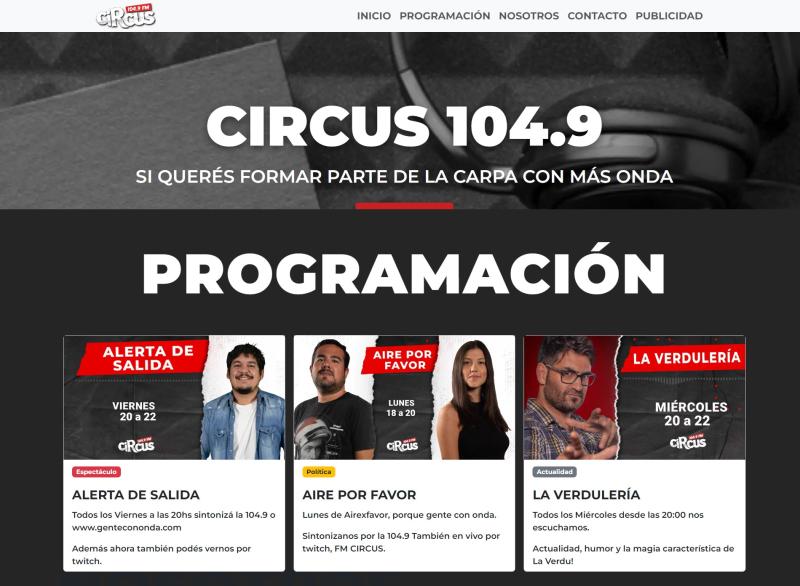 104.9 FM
CIRCUS
INICIO PROGRAMACIÓN NOSOTROS CONTACTO PUBLICIDAD
CIRCUS 104.9
SI QUERÉS FORMAR PARTE DE LA CARPA CON MÁS ONDA
PROGRAMACIÓN
ALERTA DE
SALIDA
VIERNES
20 a 22
CIRCUS
Espectáculo
ALERTA DE SALIDA
Todos los Viernes a las 20hs sintonizá la 104.9 o
www.gentecononda.com
Además ahora también podés vernos por
twitch.
AIRE POR
FAVOR
LUNES
18 a 20
CIRCUS
Política
AIRE POR FAVOR
Lunes de Airexfavor, porque gente con onda.
Sintonizanos por la 104.9 También en vivo por
twitch, FM CIRCUS.
LA VERDULERÍA
MIÉRCOLES
20 a 22
CIRCUS
Actualidad
LA VERDULERÍA
Todos los Miércoles desde las 20:00 nos
escuchamos.
Actualidad, humor y la magia característica de
La Verdu!